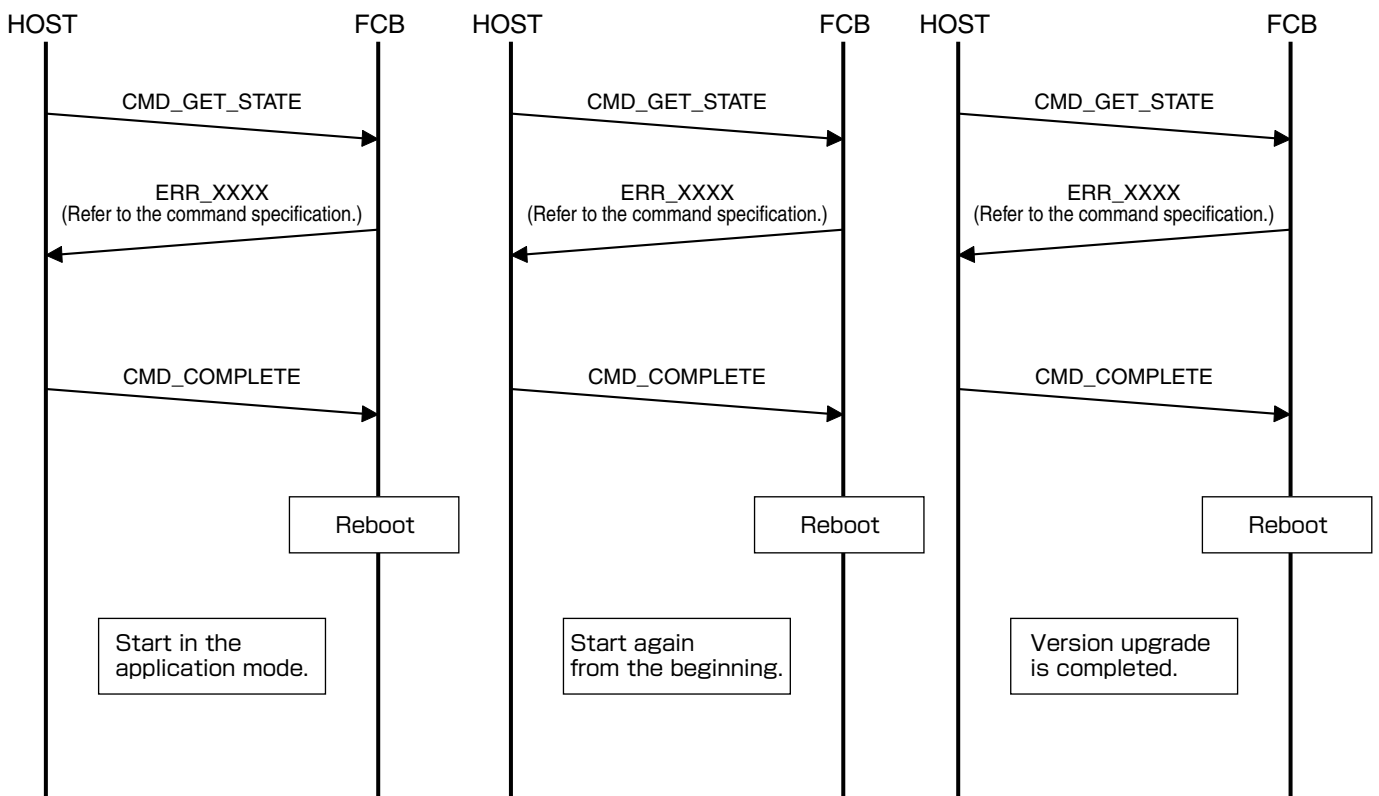 HOST
FCB
CMD_GET_STATE
ERR_XXXX
(Refer to the command specification.)
CMD_COMPLETE
Reboot
Start in the
application mode.
HOST
FCB
CMD_GET_STATE
ERR_XXXX
(Refer to the command specification.)
CMD_COMPLETE
Reboot
Start again
from the beginning.
HOST
FCB
CMD_GET_STATE
ERR_XXXX
(Refer to the command specification.)
CMD_COMPLETE
Reboot
Version upgrade
is completed.